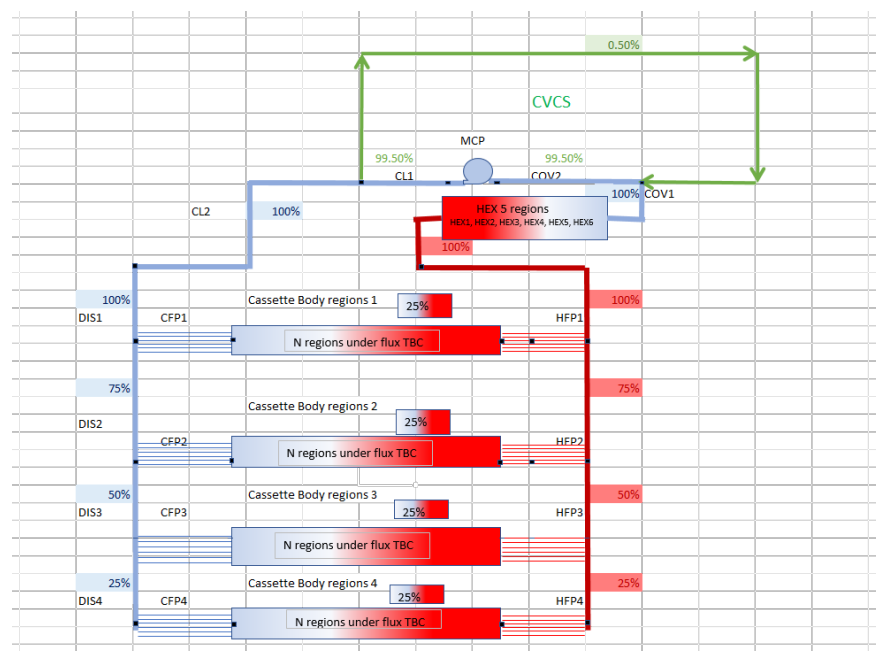 0.50%
CVCS
MCP
99.50% 99.50%
CL1 COV2
100% COV1
CL2 100% HEX 5 regions
HEX1, HEX2, HEX3, HEX4, HEX5, HEX6
100%
100% Cassette Body regions 1 25% 100%
DIS1 CFP1 HFP1
N regions under flux TBC
75% 75%
Cassette Body regions 2
DIS2 25%
CFP2 HFP2
N regions under flux TBC
50% Cassette Body regions 3 50%
DIS3 CFP3 25% HFP3
N regions under flux TBC
25% Cassette Body regions 4 25%
DIS4 CFP4 25% HFP4
N regions under flux TBC